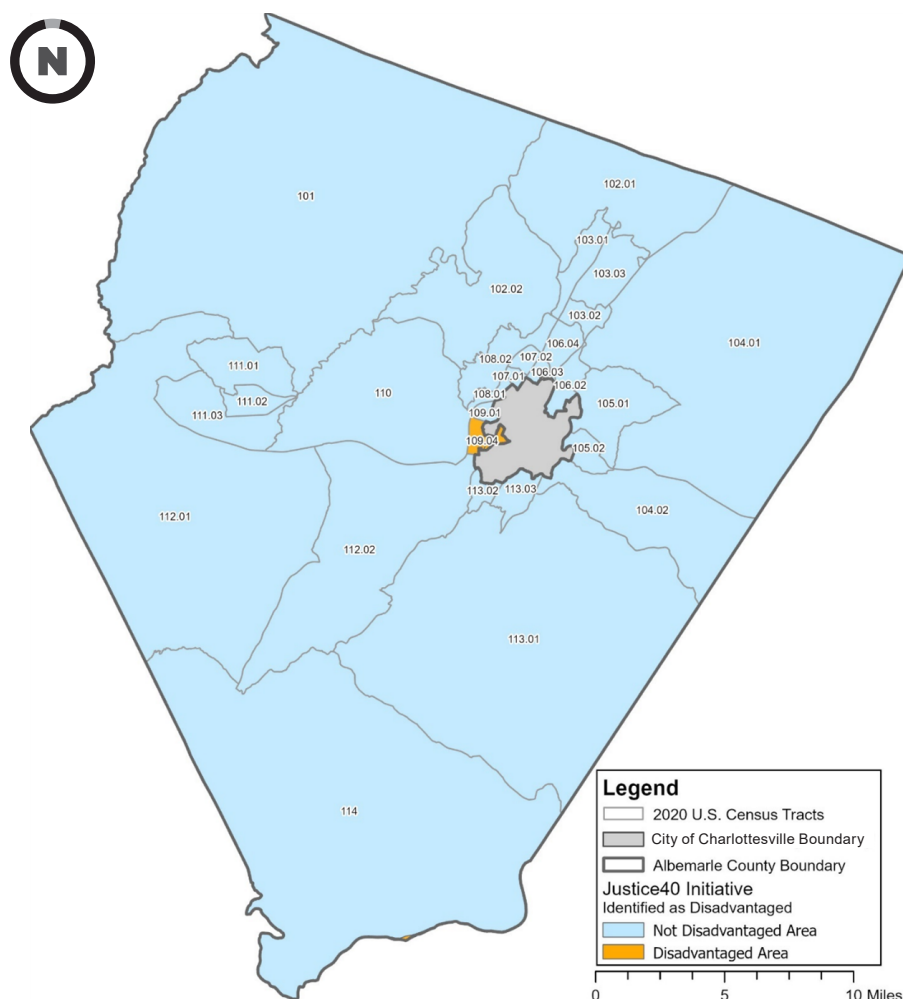 N
101
102.01
103.01
103.03
102.02
103.02
104.01
106.04
107.02
108.02
111.01
106.03
107.01
106.02
110
108.01
111.02
105.01
109.01
111.03
109.04
105.02
113.02
113.03
104.02
112.01
112.02
113.01
114
Legend
2020 U.S. Census Tracts
City of Charlottesville Boundary
Albemarle County Boundary
Justice40 Initiative
Identified as Disadvantaged
Not Disadvantaged Area
Disadvantaged Area
0 5 10 Miles